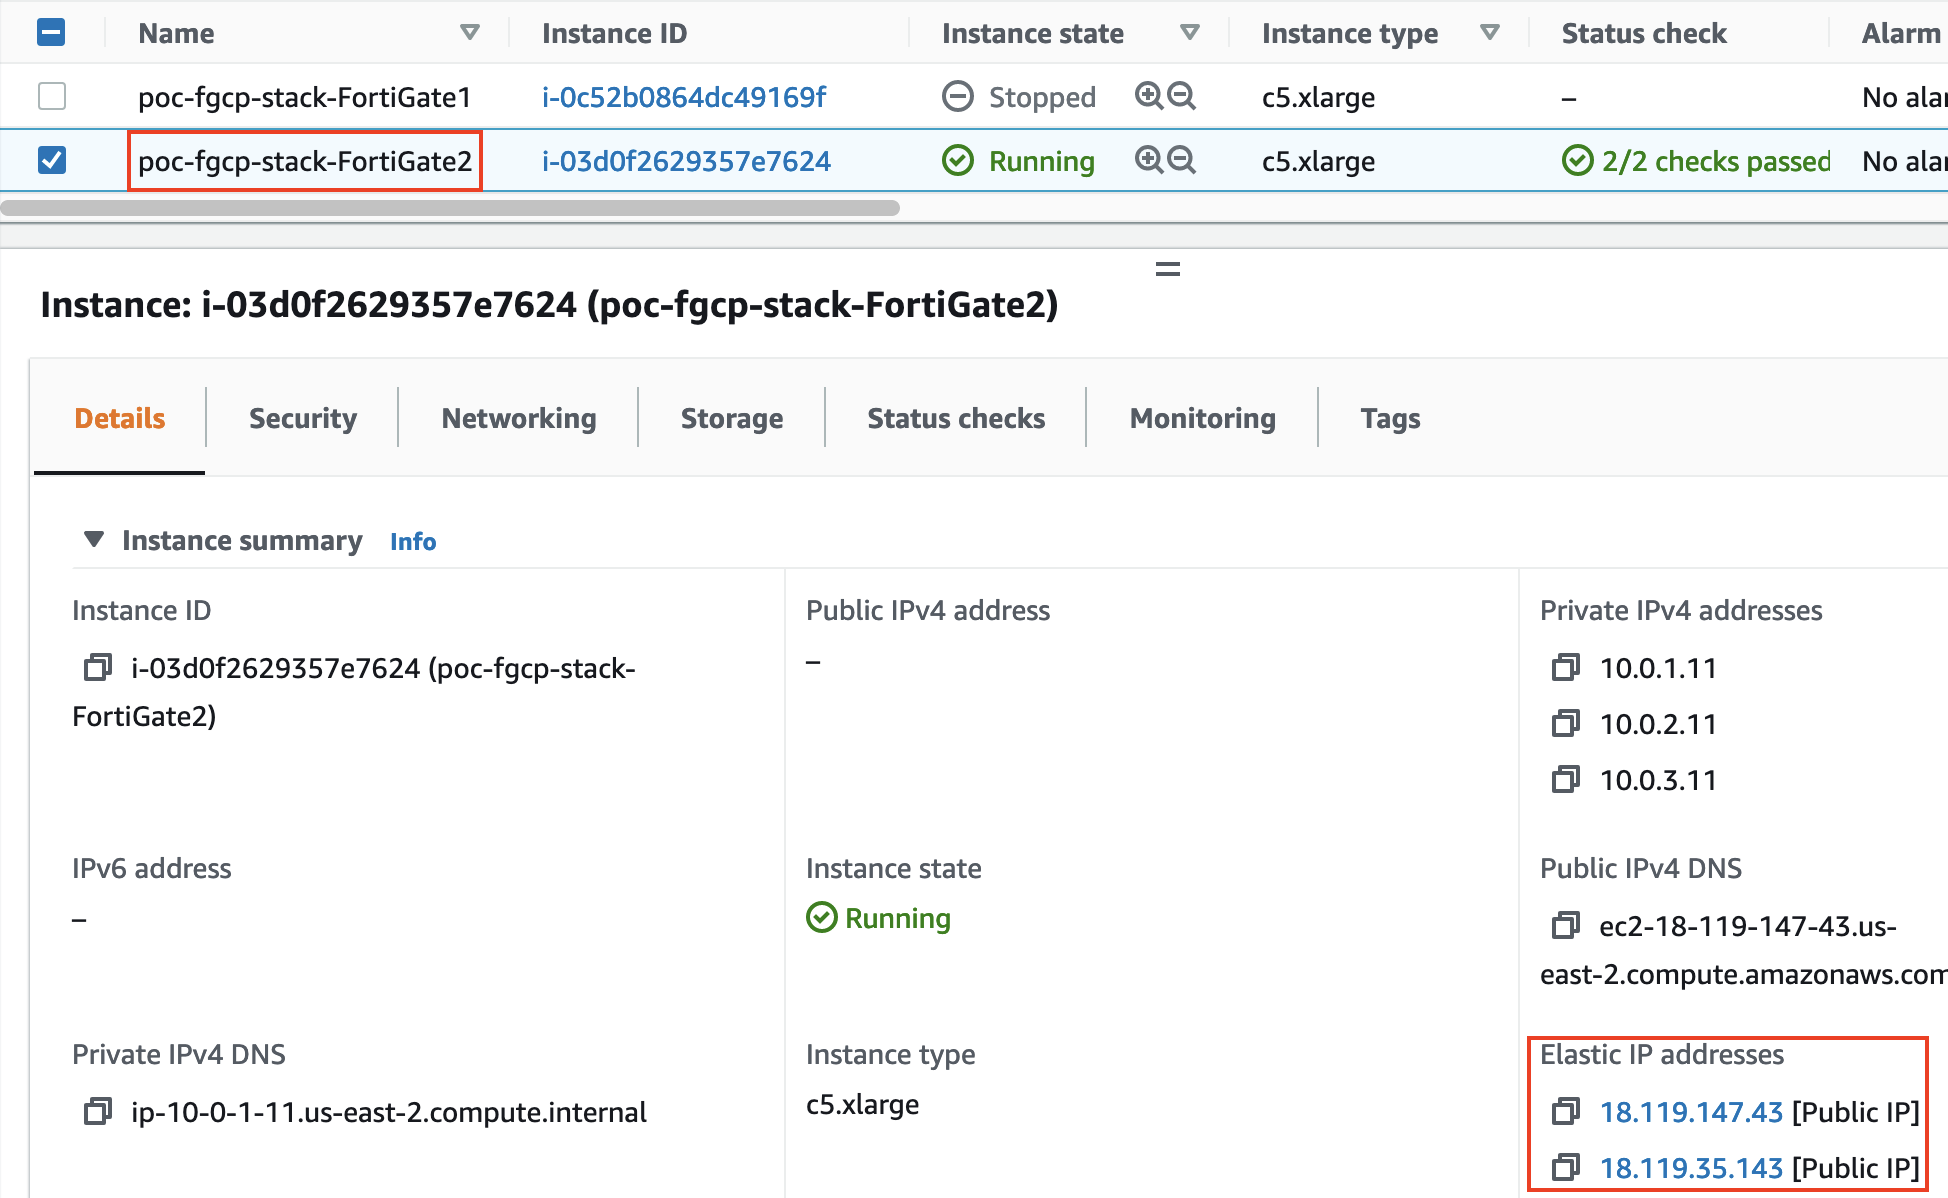 Name Instance ID Instance state Instance type Status check Alarm
poc-fgcp-stack-FortiGate1 i-0c52b0864dc49169f Stopped c5.xlarge – No alar
poc-fgcp-stack-FortiGate2 i-03d0f2629357e7624 Running c5.xlarge 2/2 checks passed No alar
Instance: i-03d0f2629357e7624 (poc-fgcp-stack-FortiGate2)
Details Security Networking Storage Status checks Monitoring Tags
Instance summary Info
Instance ID
i-03d0f2629357e7624 (poc-fgcp-stack-
FortiGate2)
Public IPv4 address
–
Private IPv4 addresses
10.0.1.11
10.0.2.11
10.0.3.11
IPv6 address
–
Instance state
Running
Public IPv4 DNS
ec2-18-119-147-43.us-
east-2.compute.amazonaws.com
Private IPv4 DNS
ip-10-0-1-11.us-east-2.compute.internal
Instance type
c5.xlarge
Elastic IP addresses
18.119.147.43 [Public IP]
18.119.35.143 [Public IP]